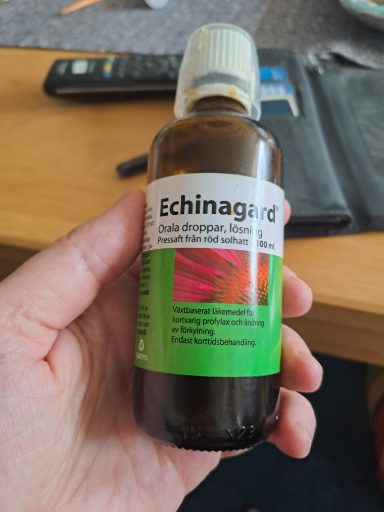 Echinagard®
Orala droppar, lösning
Pressaft från röd solhatt 100 ml
Växtbaserat läkemedel för
kortvarig profylax och lindring
av förkylning.
Endast korttidsbehandling.